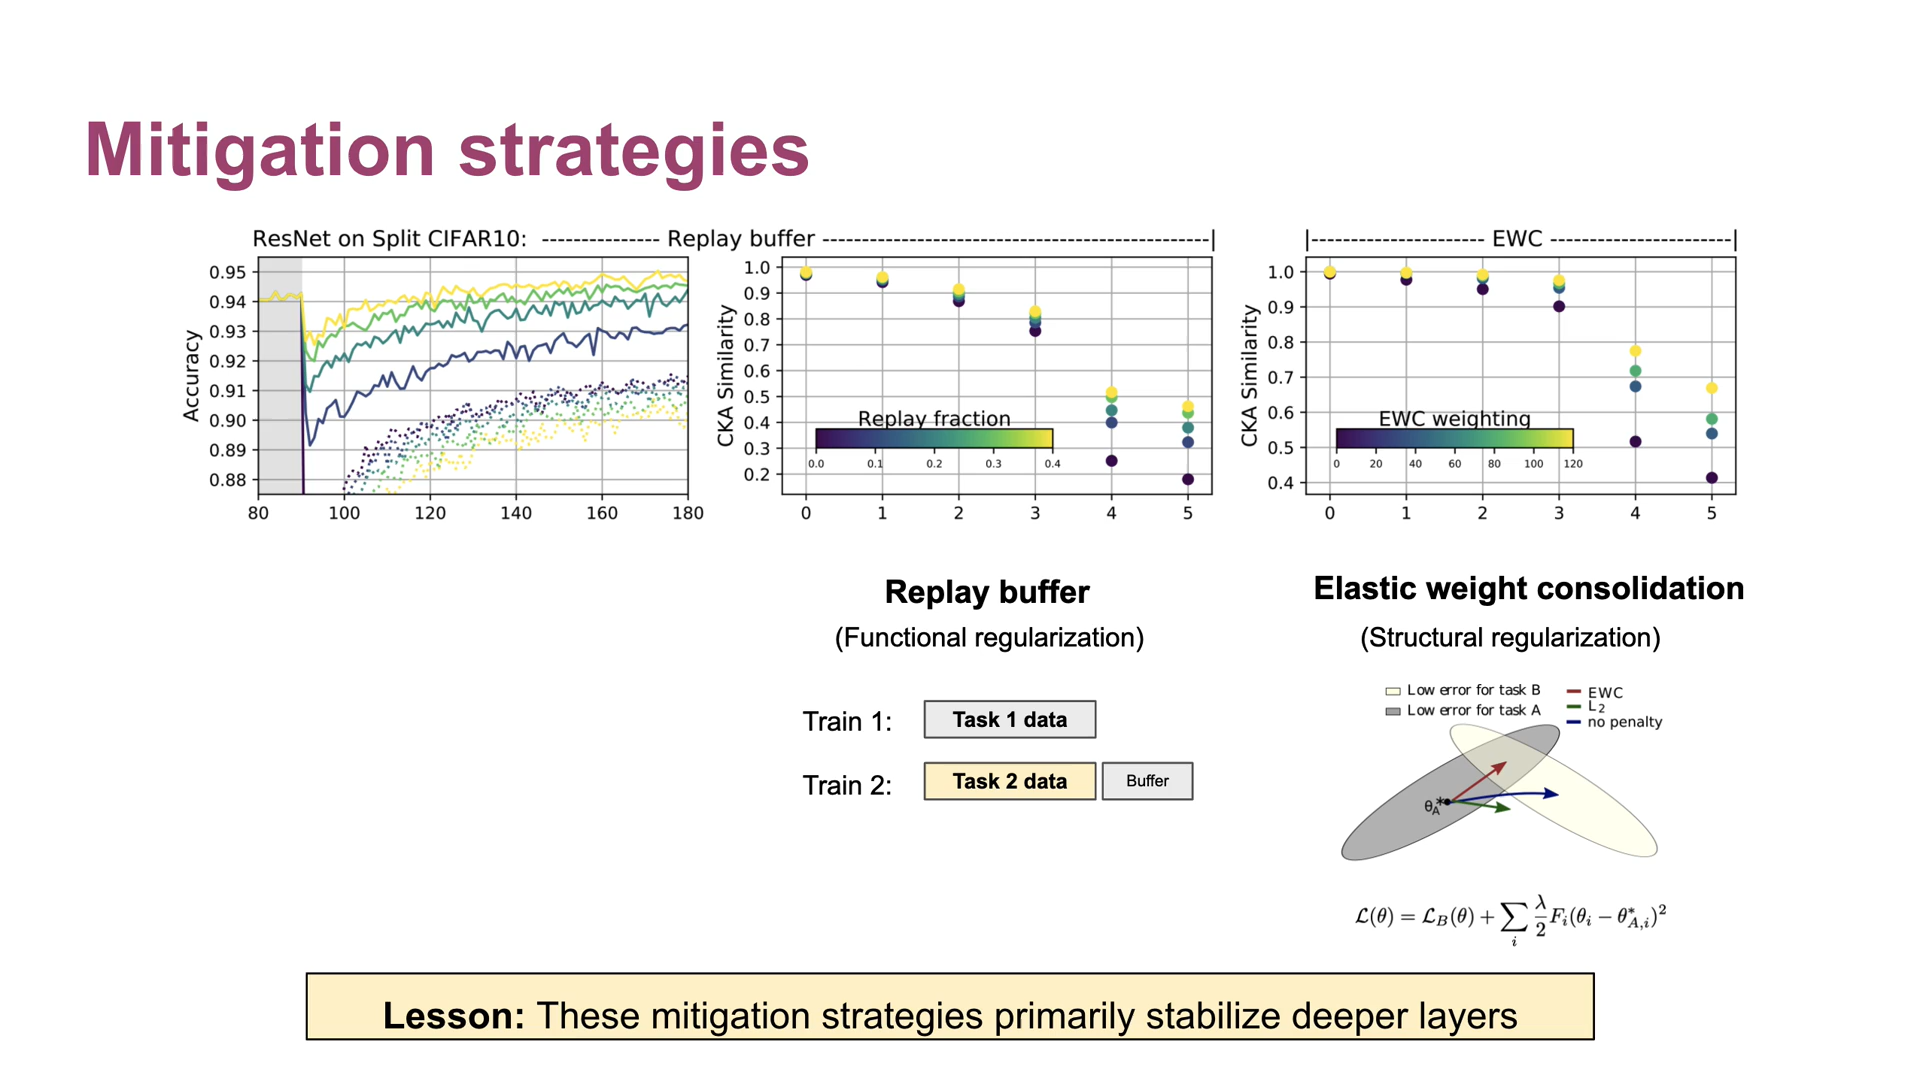 Mitigation strategies
ResNet on Split CIFAR10: --------------- Replay buffer --------------------------------------------------|
|---------------------- EWC -----------------------|
Accuracy
0.95
0.94
0.93
0.92
0.91
0.90
0.89
0.88
80 100 120 140 160 180
CKA Similarity
1.0
0.9
0.8
0.7
0.6
0.5
0.4
0.3
0.2
Replay fraction
0.0 0.1 0.2 0.3 0.4
0 1 2 3 4 5
CKA Similarity
1.0
0.9
0.8
0.7
0.6
0.5
0.4
EWC weighting
0 20 40 60 80 100 120
0 1 2 3 4 5
Replay buffer
(Functional regularization)
Train 1: Task 1 data
Train 2: Task 2 data Buffer
Elastic weight consolidation
(Structural regularization)
Low error for task B
Low error for task A
EWC
L₂
no penalty
θ*_A
ℒ(θ) = ℒ_B(θ) + ∑_i λ/2 F_i(θ_i − θ*_{A,i})²
Lesson: These mitigation strategies primarily stabilize deeper layers